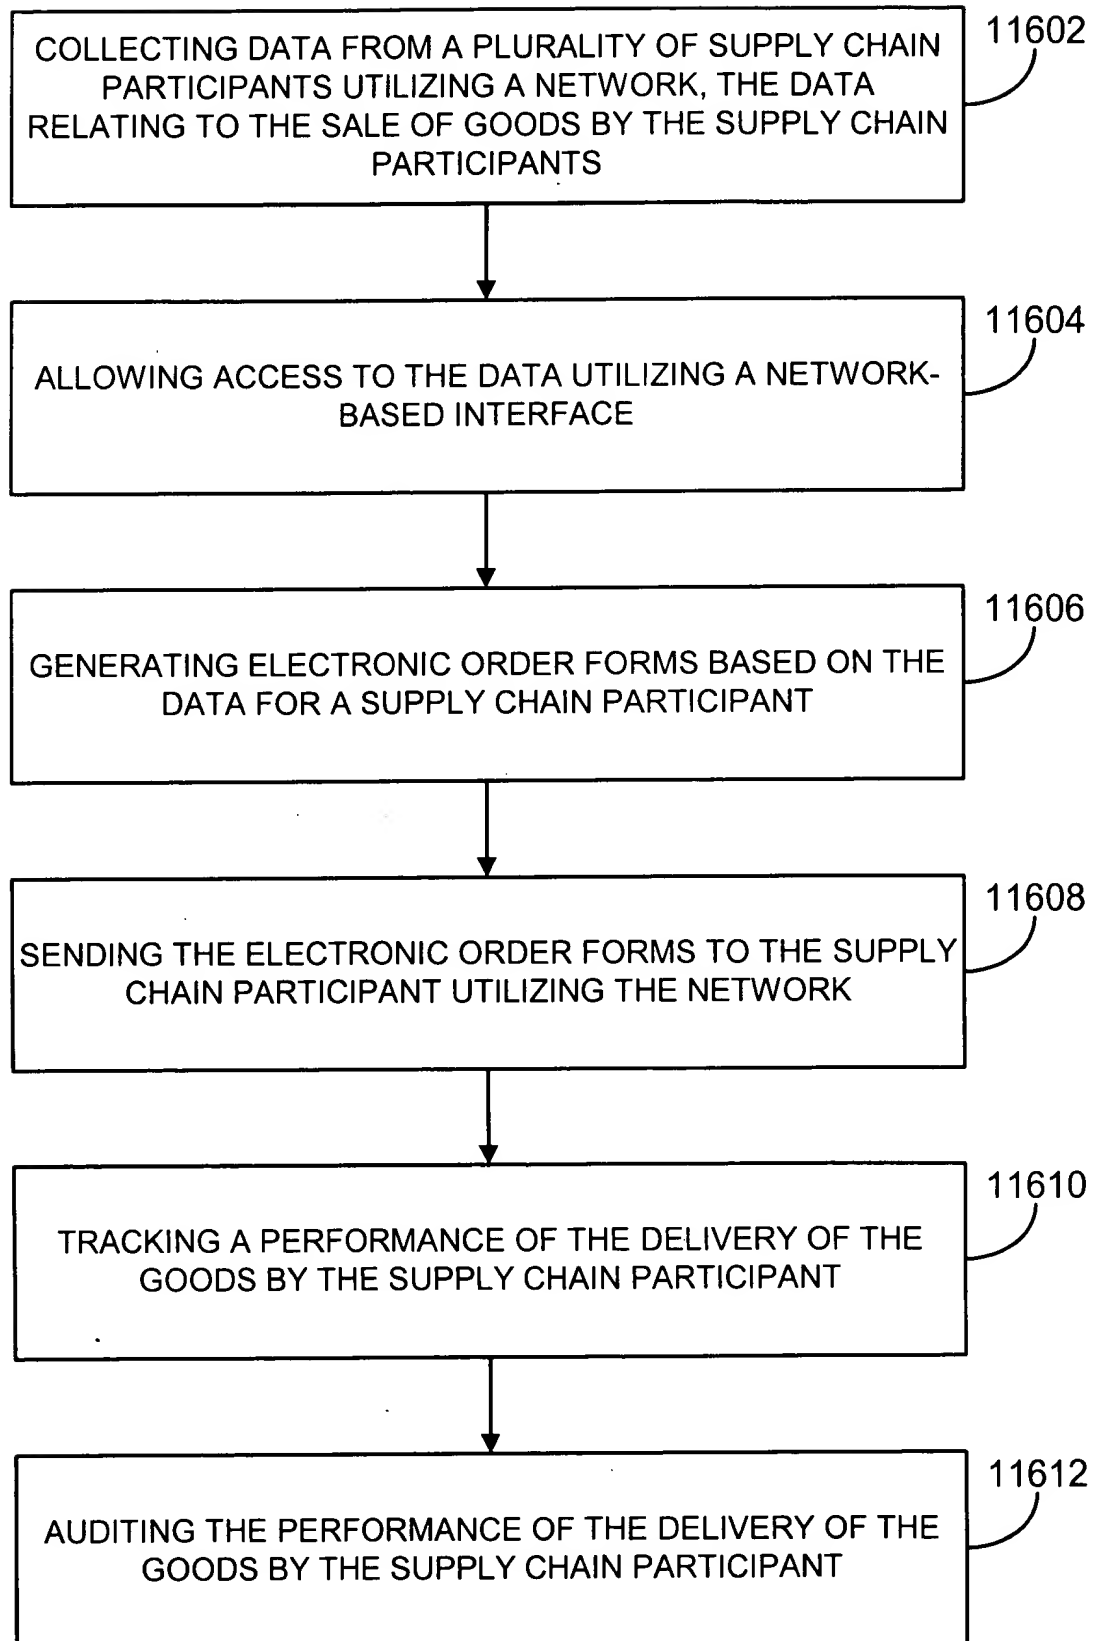 11602
COLLECTING DATA FROM A PLURALITY OF SUPPLY CHAIN
PARTICIPANTS UTILIZING A NETWORK, THE DATA
RELATING TO THE SALE OF GOODS BY THE SUPPLY CHAIN
PARTICIPANTS
11604
ALLOWING ACCESS TO THE DATA UTILIZING A NETWORK-
BASED INTERFACE
11606
GENERATING ELECTRONIC ORDER FORMS BASED ON THE
DATA FOR A SUPPLY CHAIN PARTICIPANT
11608
SENDING THE ELECTRONIC ORDER FORMS TO THE SUPPLY
CHAIN PARTICIPANT UTILIZING THE NETWORK
11610
TRACKING A PERFORMANCE OF THE DELIVERY OF THE
GOODS BY THE SUPPLY CHAIN PARTICIPANT
11612
AUDITING THE PERFORMANCE OF THE DELIVERY OF THE
GOODS BY THE SUPPLY CHAIN PARTICIPANT